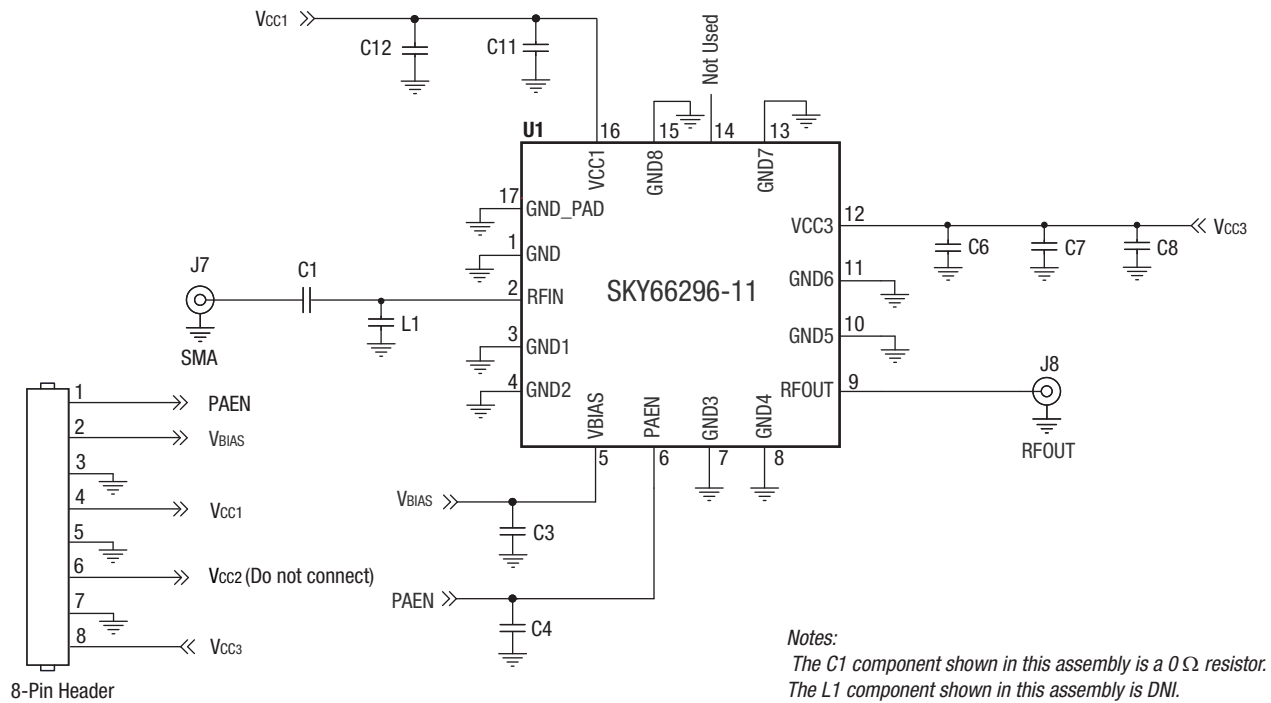 VCC1
C12
C11
Not Used
U1
16
15
14
13
VCC1
GND8
GND7
17
GND_PAD
1
GND
2
RFIN
3
GND1
4
GND2
SKY66296-11
VCC3
12
GND6
11
GND5
10
RFOUT
9
VBIAS
PAEN
GND3
GND4
5
6
7
8
C6
C7
C8
VCC3
J7
SMA
C1
L1
J8
RFOUT
1
PAEN
2
VBIAS
3
4
VCC1
5
6
VCC2 (Do not connect)
7
8
VCC3
8-Pin Header
VBIAS
C3
PAEN
C4
Notes:
The C1 component shown in this assembly is a 0 Ω resistor.
The L1 component shown in this assembly is DNI.